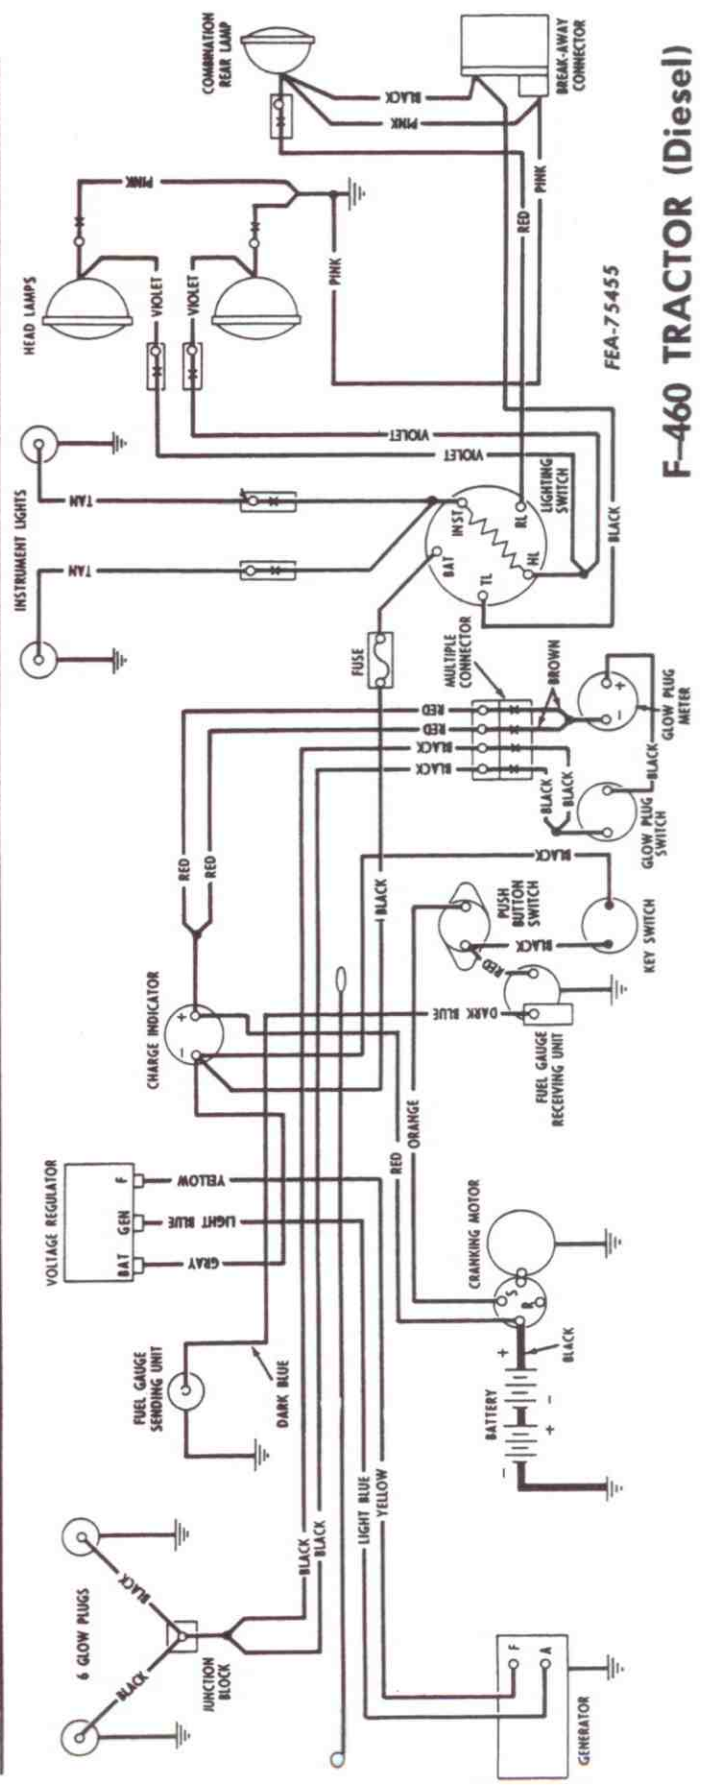 COMBINATION
REAR LAMP
BLACK
PINK
BREAK-AWAY
CONNECTOR
RED
PINK
HEAD LAMPS
PINK
VIOLET
VIOLET
PINK
FEA-75455
F-460 TRACTOR (Diesel)
INSTRUMENT LIGHTS
TAN
TAN
VIOLET
VIOLET
LIGHTING
SWITCH
INST
RL
BAT
HL
TL
BLACK
FUSE
MULTIPLE
CONNECTOR
RED
RED
BLACK
BLACK
BROWN
+
-
GLOW PLUG
METER
BLACK
BLACK
BLACK
GLOW PLUG
SWITCH
RED
RED
BLACK
BLACK
PUSH
BUTTON
SWITCH
BLACK
KEY SWITCH
RED
DARK BLUE
FUEL GAUGE
RECEIVING UNIT
CHARGE INDICATOR
+
-
VOLTAGE REGULATOR
F
GEN
BAT
YELLOW
LIGHT BLUE
GRAY
RED
ORANGE
CRANKING MOTOR
S
R
FUEL GAUGE
SENDING UNIT
DARK BLUE
BATTERY
+
-
-
+
BLACK
6 GLOW PLUGS
BLACK
BLACK
JUNCTION
BLOCK
BLACK
BLACK
LIGHT BLUE
YELLOW
F
A
GENERATOR